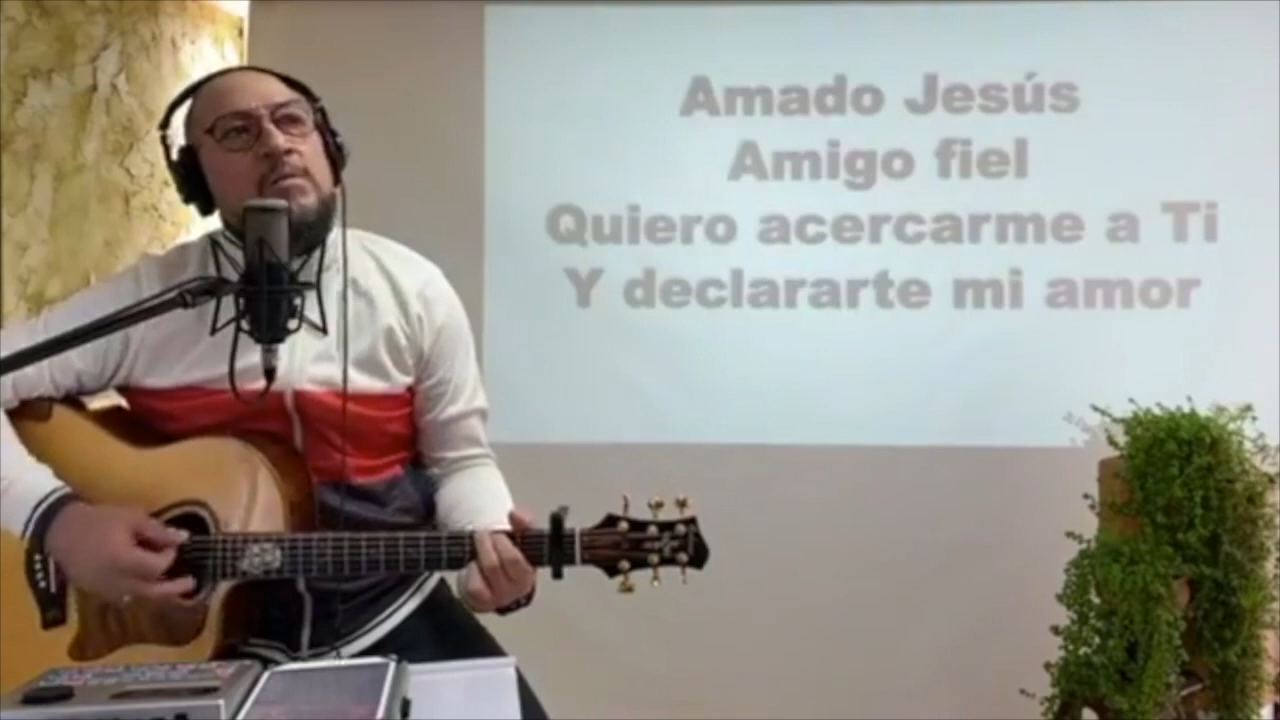 Amado Jesús
Amigo fiel
Quiero acercarme a Ti
Y declararte mi amor